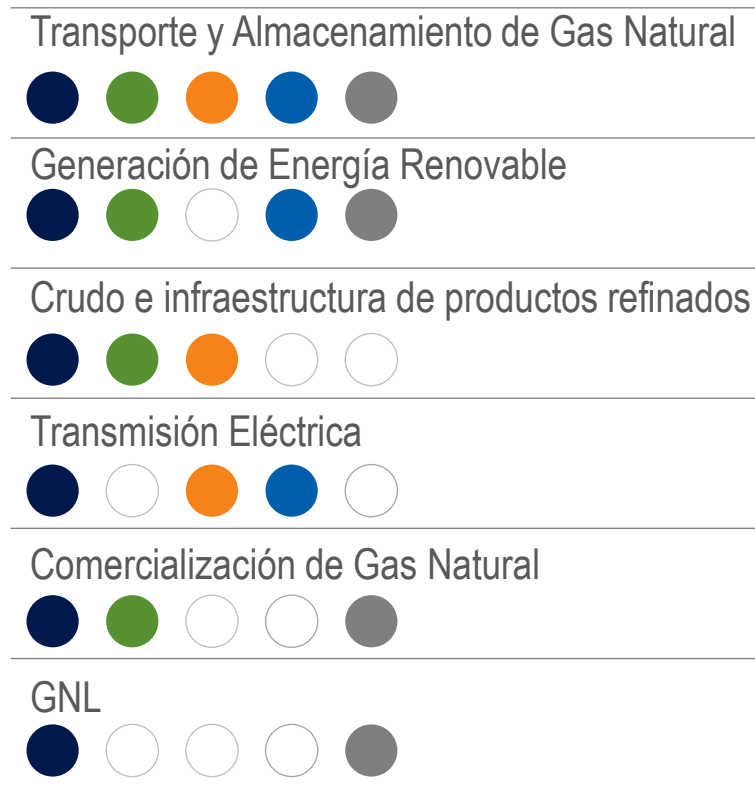 Transporte y Almacenamiento de Gas Natural
Generación de Energía Renovable
Crudo e infraestructura de productos refinados
Transmisión Eléctrica
Comercialización de Gas Natural
GNL